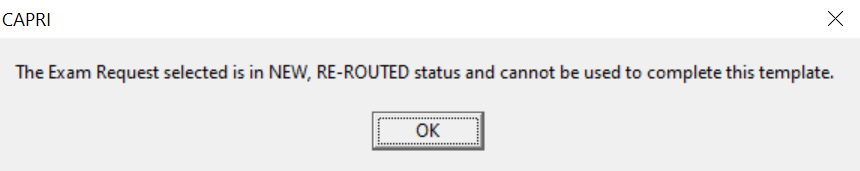 CAPRI
The Exam Request selected is in NEW, RE-ROUTED status and cannot be used to complete this template.
OK